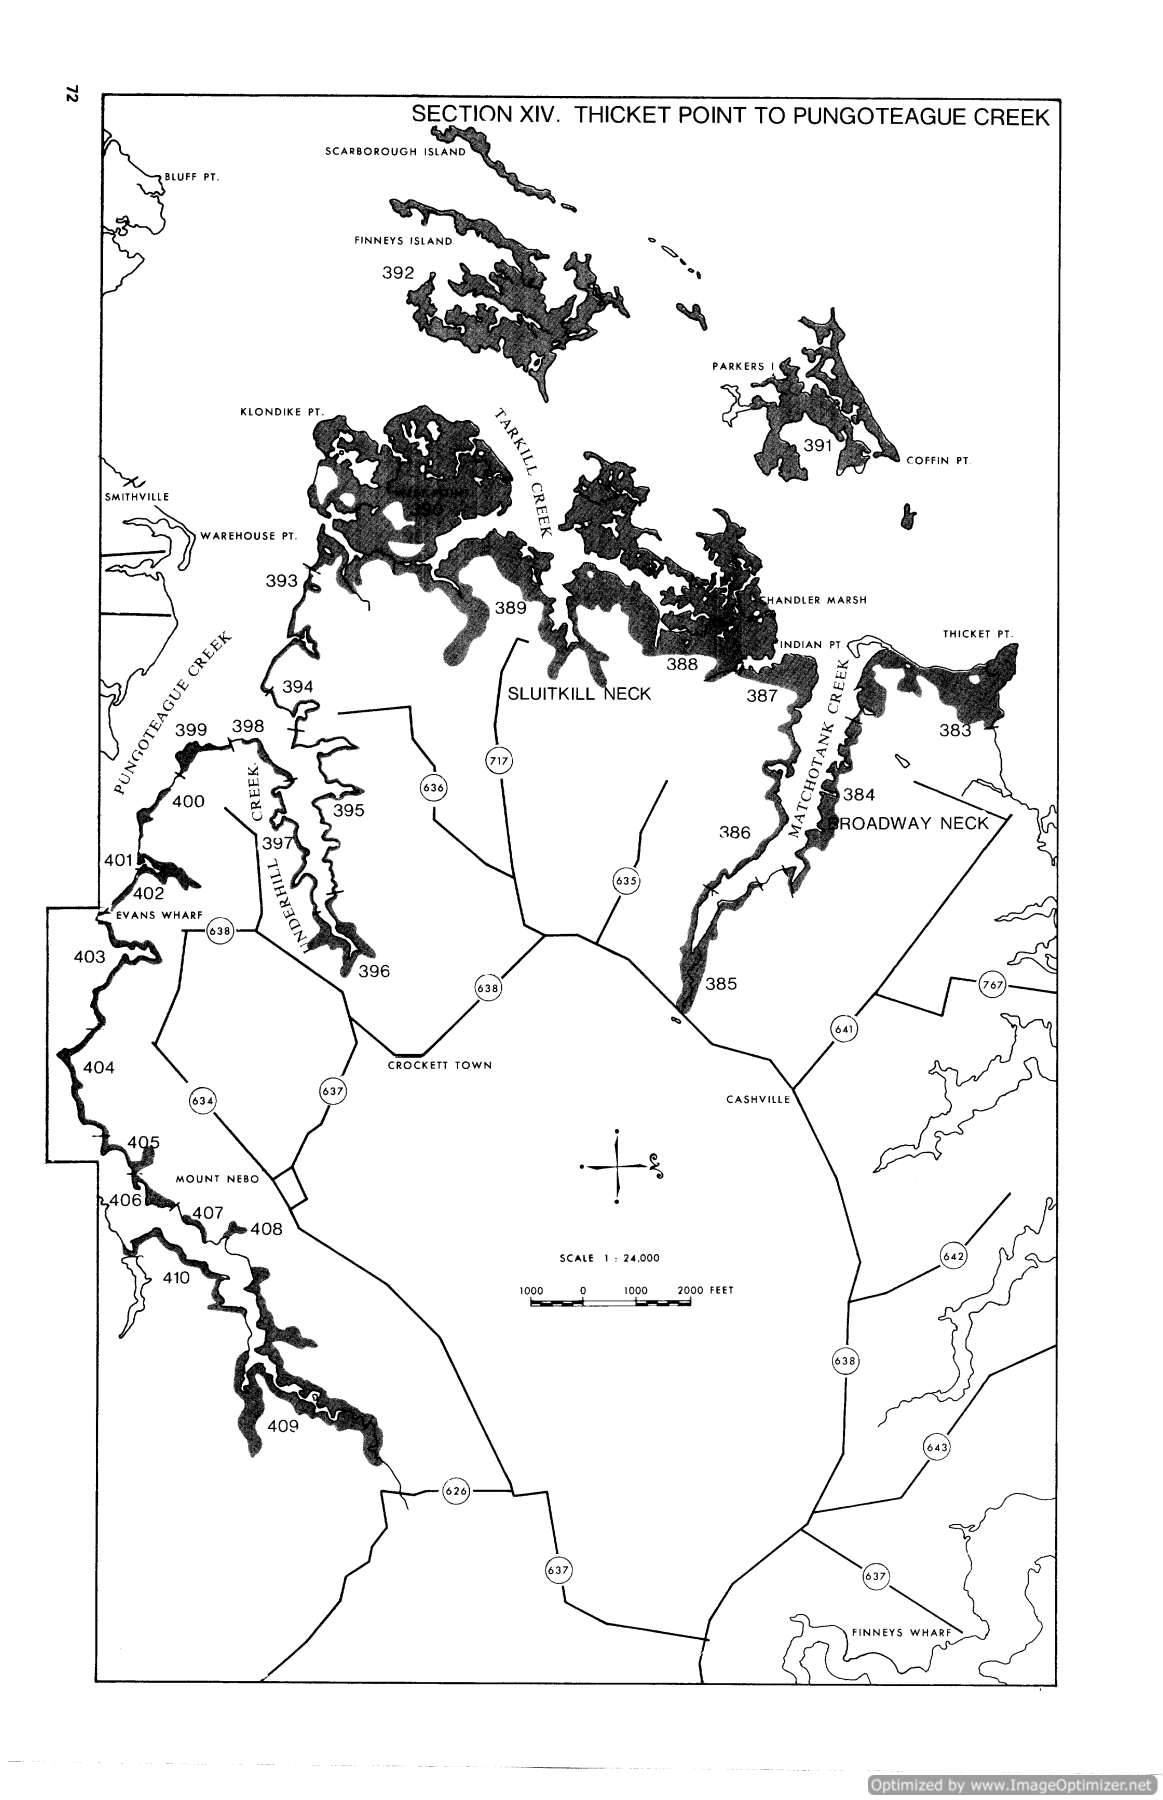 72
SECTION XIV. THICKET POINT TO PUNGOTEAGUE CREEK
SCARBOROUGH ISLAND
BLUFF PT.
FINNEYS ISLAND
392
PARKERS I
KLONDIKE PT.
TARKILL CREEK
391
COFFIN PT.
SMITHVILLE
390
WAREHOUSE PT.
393
389
CHANDLER MARSH
THICKET PT.
INDIAN PT.
388
PUNGOTEAGUE CREEK
394
SLUITKILL NECK
387
MATCHOTANK CREEK
383
399
398
717
636
384
400
395
BROADWAY NECK
386
397
UNDERHILL CREEK
401
635
402
EVANS WHARF
638
403
396
638
385
767
641
404
CROCKETT TOWN
634
637
CASHVILLE
405
MOUNT NEBO
N
406
407
408
642
SCALE 1 : 24,000
410
1000 0 1000 2000 FEET
638
409
643
626
637
637
FINNEYS WHARF
Optimized by www.ImageOptimizer.net